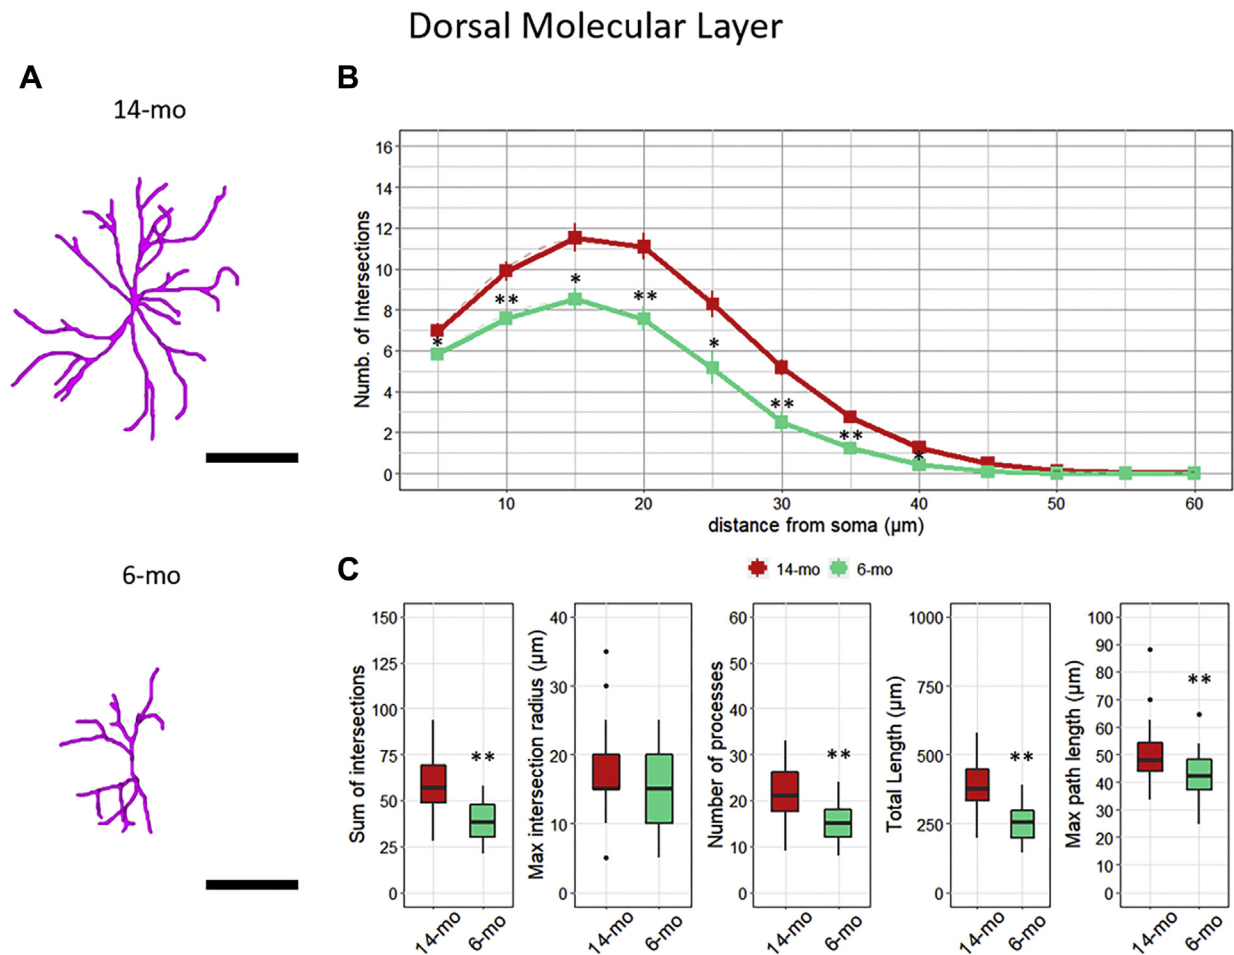 Dorsal Molecular Layer
A
14-mo
6-mo
B
Numb. of Intersections
16
14
12
10
8
6
4
2
0
*
**
*
**
*
**
**
*
10
20
30
40
50
60
distance from soma (µm)
14-mo
6-mo
C
Sum of intersections
150
125
100
75
50
25
0
**
14-mo
6-mo
Max intersection radius (µm)
40
30
20
10
0
14-mo
6-mo
Number of processes
60
50
40
30
20
10
0
**
14-mo
6-mo
Total Length (µm)
1000
750
500
250
0
**
14-mo
6-mo
Max path length (µm)
100
90
80
70
60
50
40
30
20
10
0
**
14-mo
6-mo